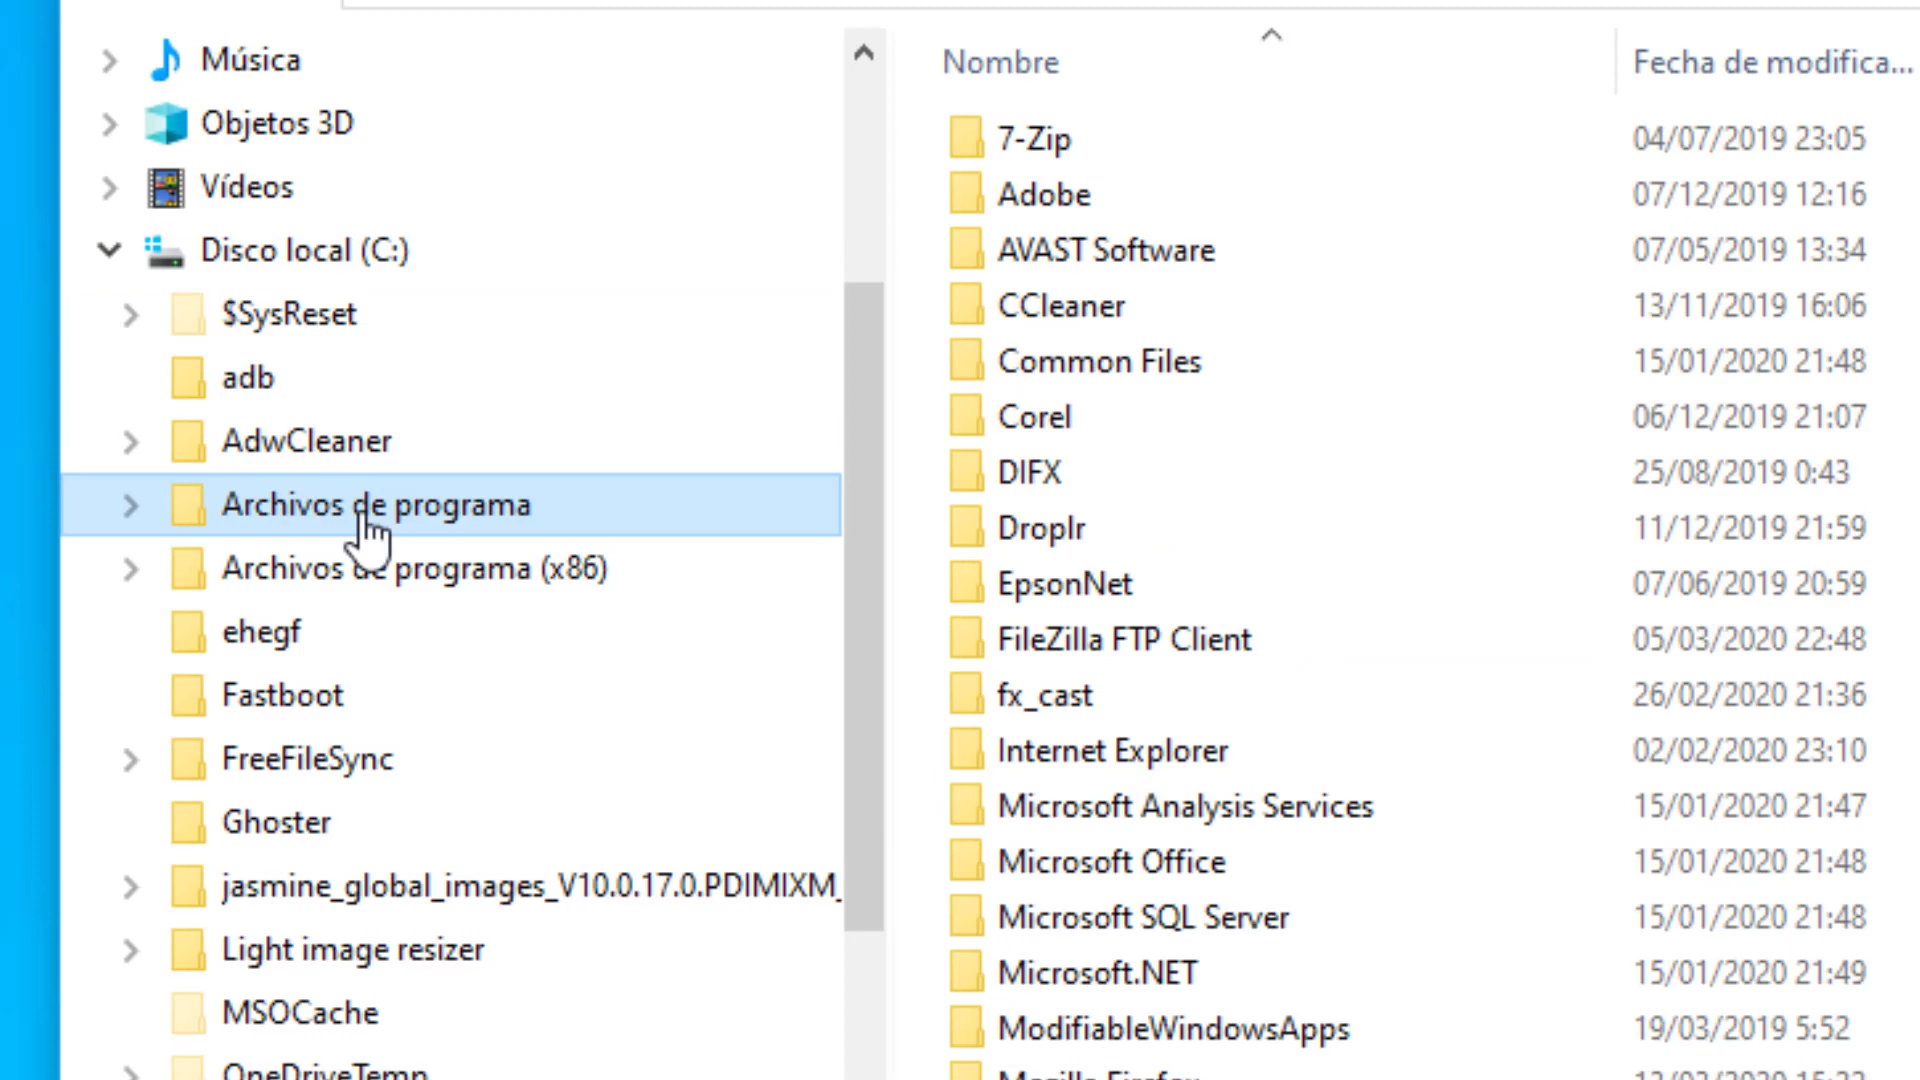 Música
Objetos 3D
Vídeos
Disco local (C:)
$SysReset
adb
AdwCleaner
Archivos de programa
Archivos de programa (x86)
ehegf
Fastboot
FreeFileSync
Ghoster
jasmine_global_images_V10.0.17.0.PDIMIXM_
Light image resizer
MSOCache
OneDriveTemp
Nombre Fecha de modifica...
7-Zip 04/07/2019 23:05
Adobe 07/12/2019 12:16
AVAST Software 07/05/2019 13:34
CCleaner 13/11/2019 16:06
Common Files 15/01/2020 21:48
Corel 06/12/2019 21:07
DIFX 25/08/2019 0:43
Droplr 11/12/2019 21:59
EpsonNet 07/06/2019 20:59
FileZilla FTP Client 05/03/2020 22:48
fx_cast 26/02/2020 21:36
Internet Explorer 02/02/2020 23:10
Microsoft Analysis Services 15/01/2020 21:47
Microsoft Office 15/01/2020 21:48
Microsoft SQL Server 15/01/2020 21:48
Microsoft.NET 15/01/2020 21:49
ModifiableWindowsApps 19/03/2019 5:52
Mozilla Firefox